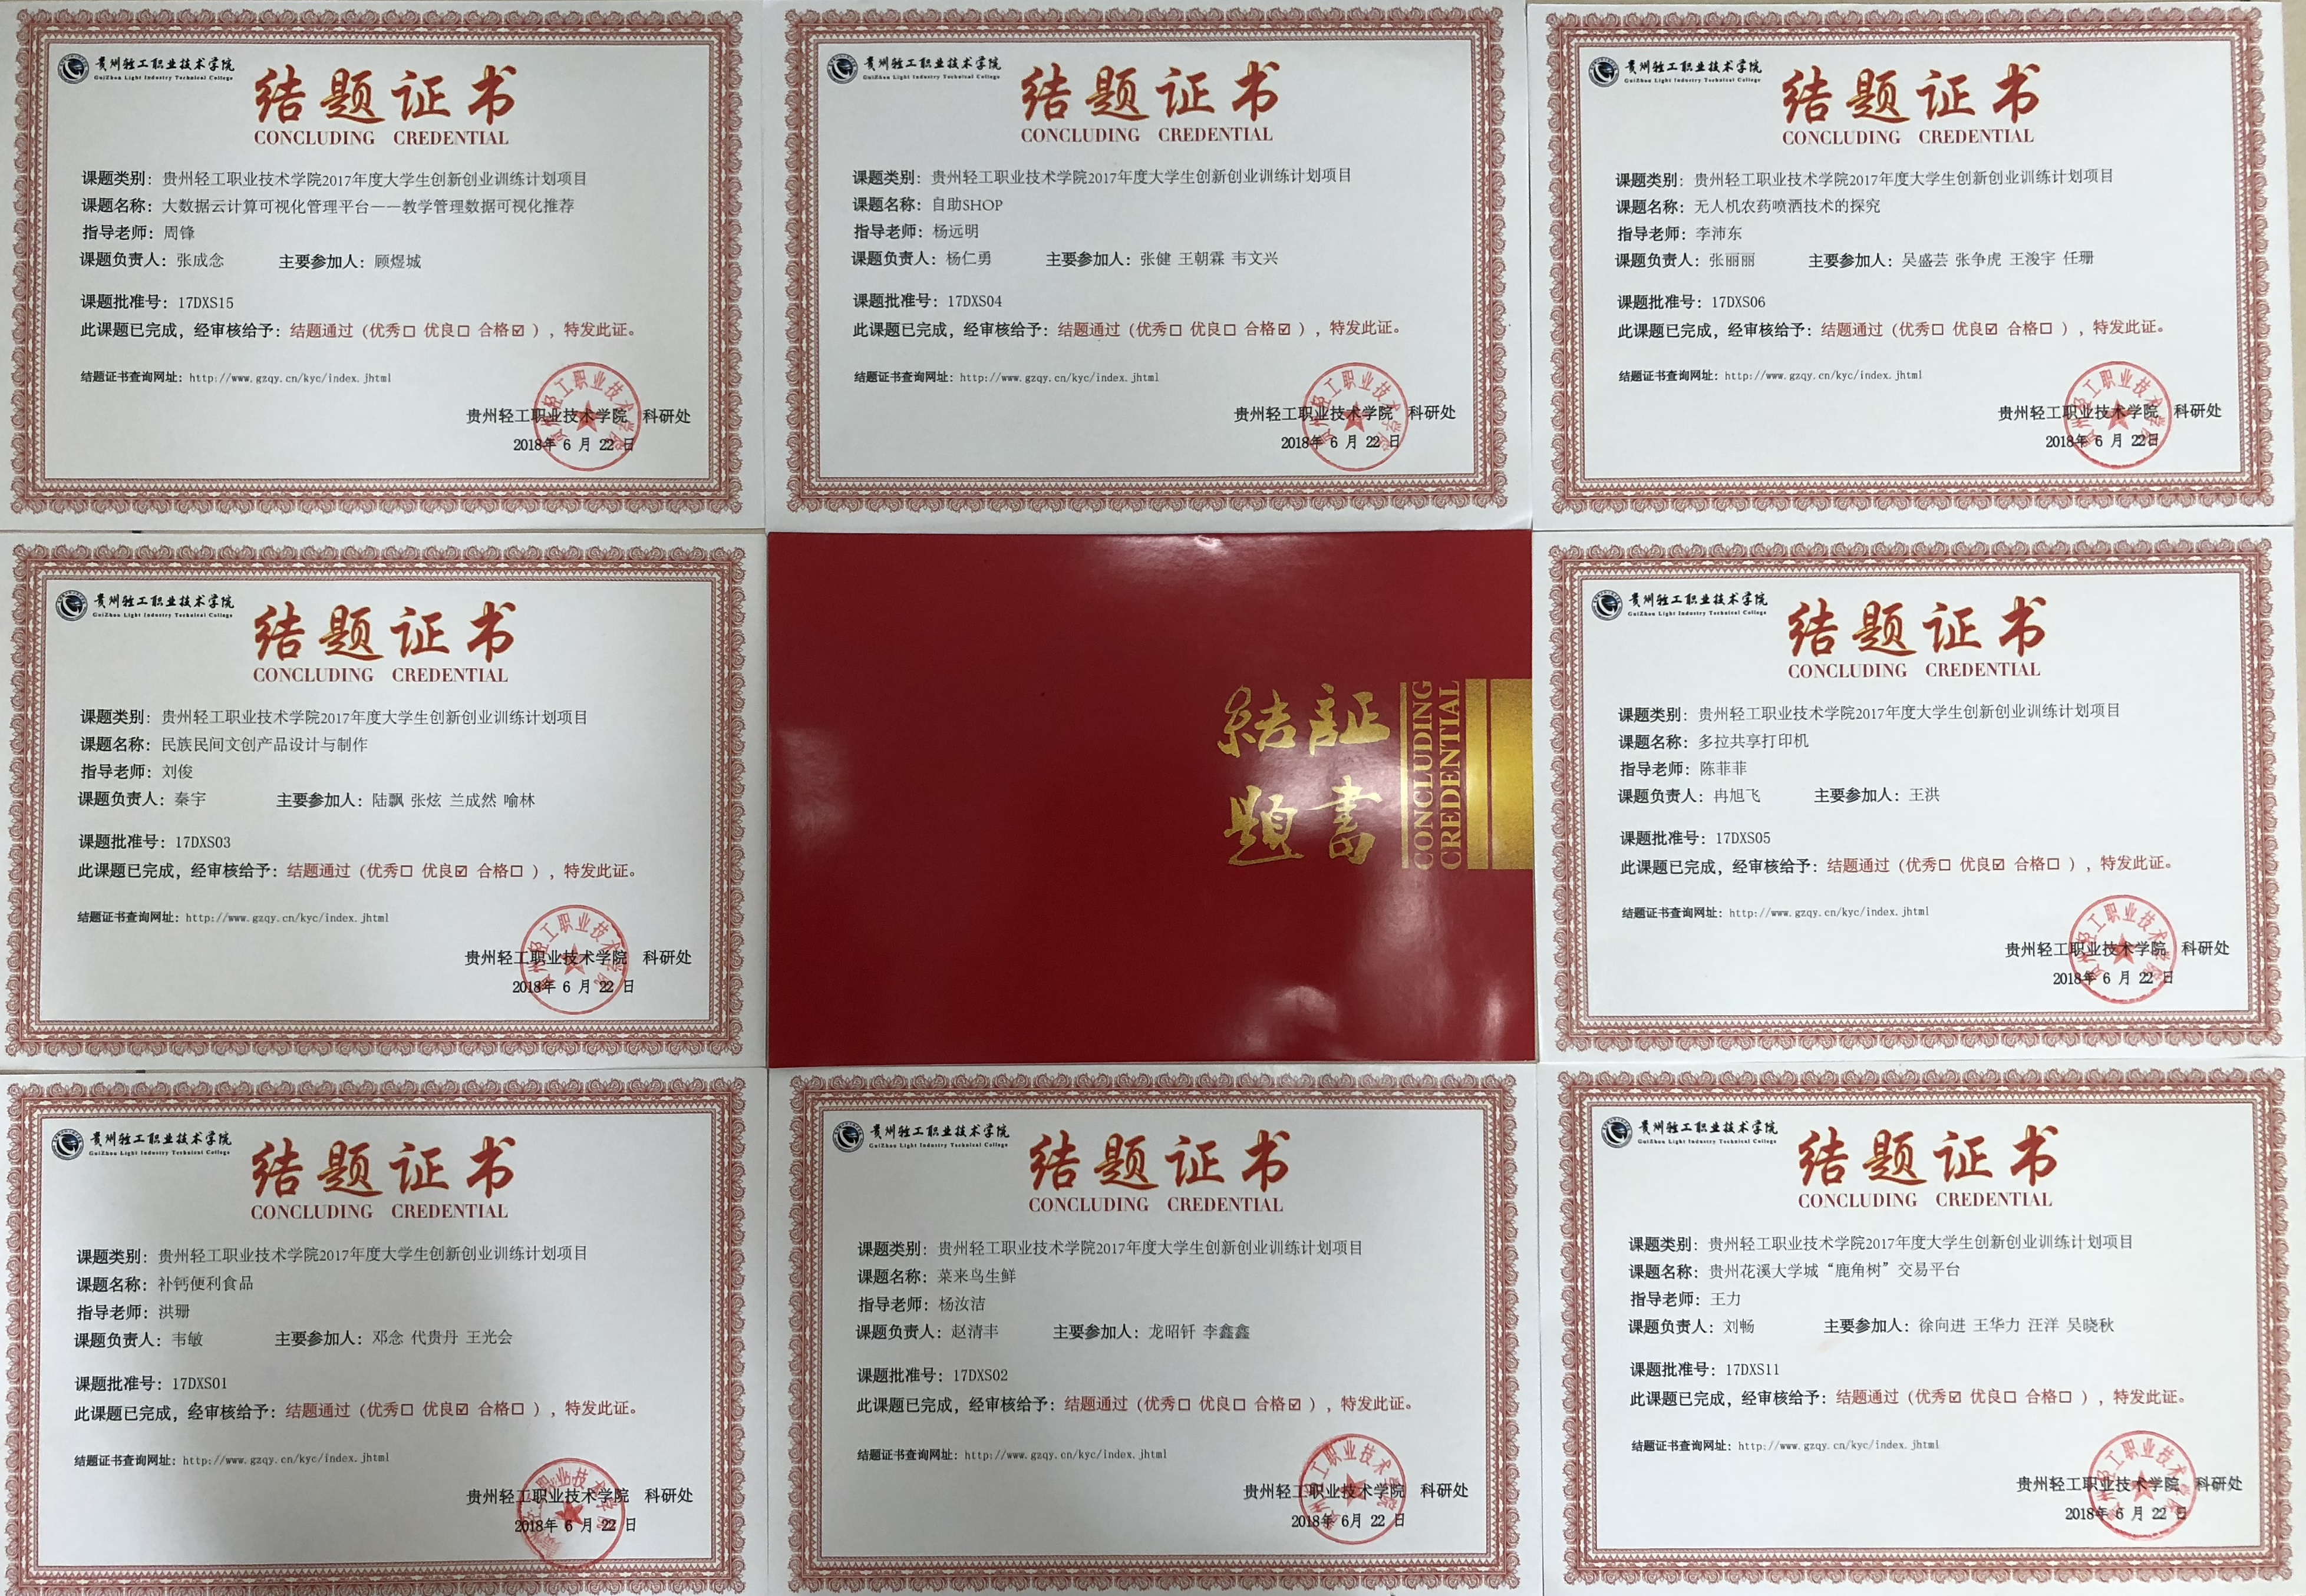 贵州轻工职业技术学院
GuiZhou Light Industry Technical College
结题证书
CONCLUDING CREDENTIAL
课题类别：贵州轻工职业技术学院2017年度大学生创新创业训练计划项目
课题名称：大数据云计算可视化管理平台——教学管理数据可视化推荐
指导老师：周锋
课题负责人：张成念 主要参加人：顾煜城
课题批准号：17DXS15
此课题已完成，经审核给予：结题通过（优秀☐ 优良☐ 合格☑ ），特发此证。
结题证书查询网址：http://www.gzqy.cn/kyc/index.jhtml
贵州轻工职业技术学院 科研处
2018年 6 月 22 日
贵州轻工职业技术学院
GuiZhou Light Industry Technical College
结题证书
CONCLUDING CREDENTIAL
课题类别：贵州轻工职业技术学院2017年度大学生创新创业训练计划项目
课题名称：自助SHOP
指导老师：杨远明
课题负责人：杨仁勇 主要参加人：张健 王朝霖 韦文兴
课题批准号：17DXS04
此课题已完成，经审核给予：结题通过（优秀☐ 优良☐ 合格☑ ），特发此证。
结题证书查询网址：http://www.gzqy.cn/kyc/index.jhtml
贵州轻工职业技术学院 科研处
2018年 6 月 22 日
贵州轻工职业技术学院
GuiZhou Light Industry Technical College
结题证书
CONCLUDING CREDENTIAL
课题类别：贵州轻工职业技术学院2017年度大学生创新创业训练计划项目
课题名称：无人机农药喷洒技术的探究
指导老师：李沛东
课题负责人：张丽丽 主要参加人：吴盛芸 张争虎 王浚宇 任珊
课题批准号：17DXS06
此课题已完成，经审核给予：结题通过（优秀☐ 优良☑ 合格☐ ），特发此证。
结题证书查询网址：http://www.gzqy.cn/kyc/index.jhtml
贵州轻工职业技术学院 科研处
2018年 6 月 22日
贵州轻工职业技术学院
GuiZhou Light Industry Technical College
结题证书
CONCLUDING CREDENTIAL
课题类别：贵州轻工职业技术学院2017年度大学生创新创业训练计划项目
课题名称：民族民间文创产品设计与制作
指导老师：刘俊
课题负责人：秦宇 主要参加人：陆飘 张炫 兰成然 喻林
课题批准号：17DXS03
此课题已完成，经审核给予：结题通过（优秀☐ 优良☑ 合格☐ ），特发此证。
结题证书查询网址：http://www.gzqy.cn/kyc/index.jhtml
贵州轻工职业技术学院 科研处
2018年 6 月 22 日
結題
証書
CONCLUDING
CREDENTIAL
贵州轻工职业技术学院
GuiZhou Light Industry Technical College
结题证书
CONCLUDING CREDENTIAL
课题类别：贵州轻工职业技术学院2017年度大学生创新创业训练计划项目
课题名称：多拉共享打印机
指导老师：陈菲菲
课题负责人：冉旭飞 主要参加人：王洪
课题批准号：17DXS05
此课题已完成，经审核给予：结题通过（优秀☐ 优良☑ 合格☐ ），特发此证。
结题证书查询网址：http://www.gzqy.cn/kyc/index.jhtml
贵州轻工职业技术学院 科研处
2018年 6 月 22 日
贵州轻工职业技术学院
GuiZhou Light Industry Technical College
结题证书
CONCLUDING CREDENTIAL
课题类别：贵州轻工职业技术学院2017年度大学生创新创业训练计划项目
课题名称：补钙便利食品
指导老师：洪珊
课题负责人：韦敏 主要参加人：邓念 代贵丹 王光会
课题批准号：17DXS01
此课题已完成，经审核给予：结题通过（优秀☐ 优良☑ 合格☐ ），特发此证。
结题证书查询网址：http://www.gzqy.cn/kyc/index.jhtml
贵州轻工职业技术学院 科研处
2018年 6 月 22 日
贵州轻工职业技术学院
GuiZhou Light Industry Technical College
结题证书
CONCLUDING CREDENTIAL
课题类别：贵州轻工职业技术学院2017年度大学生创新创业训练计划项目
课题名称：菜来鸟生鲜
指导老师：杨汝洁
课题负责人：赵清丰 主要参加人：龙昭钎 李鑫鑫
课题批准号：17DXS02
此课题已完成，经审核给予：结题通过（优秀☐ 优良☐ 合格☑ ），特发此证。
结题证书查询网址：http://www.gzqy.cn/kyc/index.jhtml
贵州轻工职业技术学院 科研处
2018年 6月 22 日
贵州轻工职业技术学院
GuiZhou Light Industry Technical College
结题证书
CONCLUDING CREDENTIAL
课题类别：贵州轻工职业技术学院2017年度大学生创新创业训练计划项目
课题名称：贵州花溪大学城“鹿角树”交易平台
指导老师：王力
课题负责人：刘畅 主要参加人：徐向进 王华力 汪洋 吴晓秋
课题批准号：17DXS11
此课题已完成，经审核给予：结题通过（优秀☑ 优良☐ 合格☐ ），特发此证。
结题证书查询网址：http://www.gzqy.cn/kyc/index.jhtml
贵州轻工职业技术学院 科研处
2018年 6 月 22 日